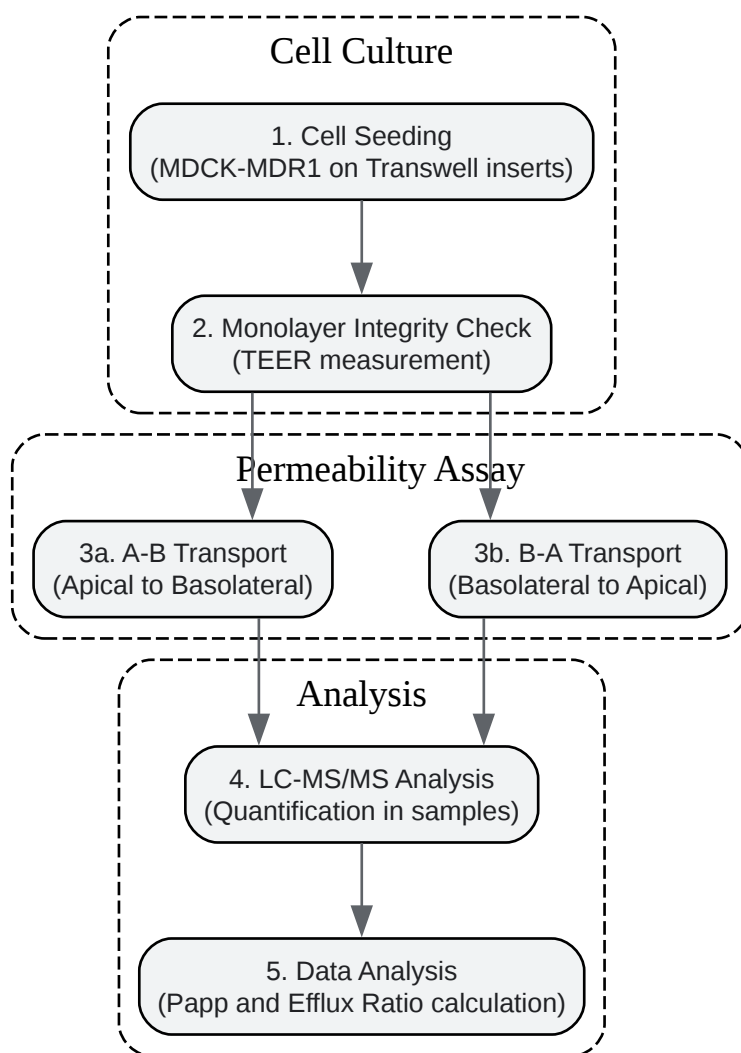 Cell Culture
1. Cell Seeding
(MDCK-MDR1 on Transwell inserts)
2. Monolayer Integrity Check
(TEER measurement)
Permeability Assay
3a. A-B Transport
(Apical to Basolateral)
3b. B-A Transport
(Basolateral to Apical)
Analysis
4. LC-MS/MS Analysis
(Quantification in samples)
5. Data Analysis
(Papp and Efflux Ratio calculation)